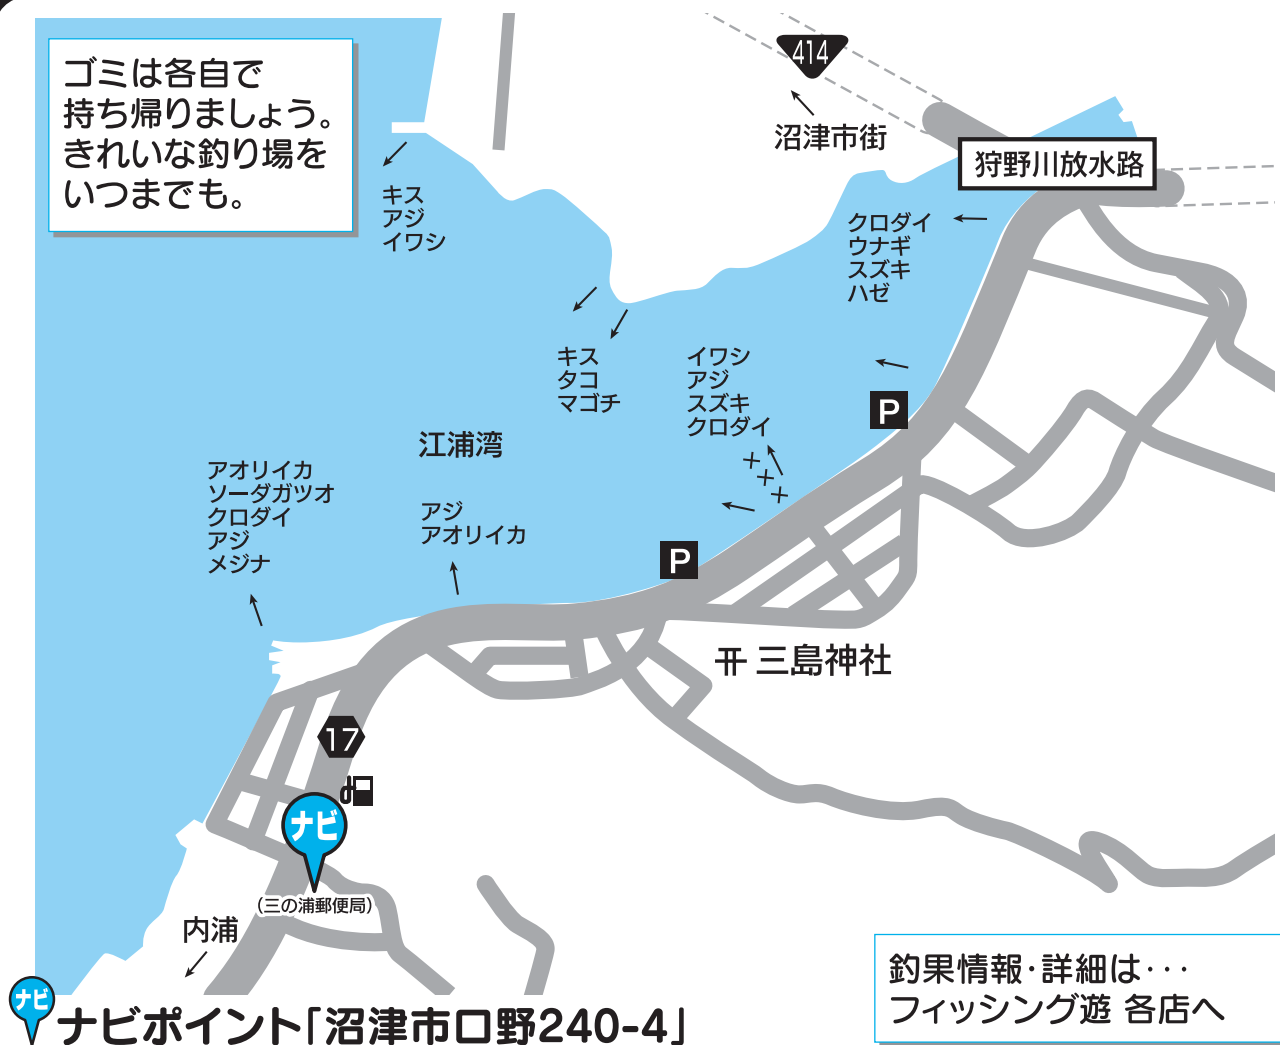 ゴミは各自で
持ち帰りましょう。
きれいな釣り場を
いつまでも。
414
沼津市街
狩野川放水路
キス
アジ
イワシ
クロダイ
ウナギ
スズキ
ハゼ
キス
タコ
マゴチ
イワシ
アジ
スズキ
クロダイ
P
江浦湾
アオリイカ
ソーダガツオ
クロダイ
アジ
メジナ
アジ
アオリイカ
P
三島神社
17
ナビ
(三の浦郵便局)
内浦
ナビ
ナビポイント「沼津市口野240-4」
釣果情報・詳細は・・・
フィッシング遊 各店へ